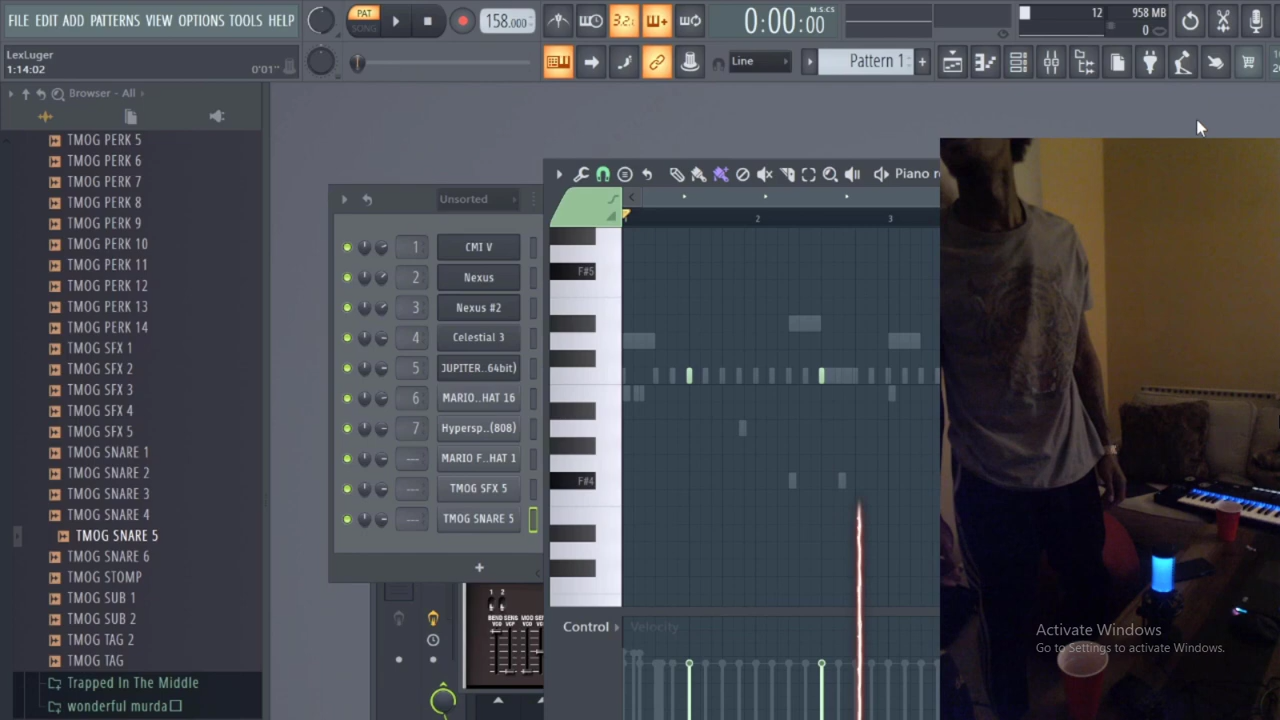 FILE EDIT ADD PATTERNS VIEW OPTIONS TOOLS HELP
PAT
SONG
158.000
3.2.
0:00:00
M:S:CS
12
958 MB
0
LexLuger
1:14:02
0'01"
Line
Pattern 1
Browser - All
TMOG PERK 5
TMOG PERK 6
TMOG PERK 7
TMOG PERK 8
TMOG PERK 9
TMOG PERK 10
TMOG PERK 11
TMOG PERK 12
TMOG PERK 13
TMOG PERK 14
TMOG SFX 1
TMOG SFX 2
TMOG SFX 3
TMOG SFX 4
TMOG SFX 5
TMOG SNARE 1
TMOG SNARE 2
TMOG SNARE 3
TMOG SNARE 4
TMOG SNARE 5
TMOG SNARE 6
TMOG STOMP
TMOG SUB 1
TMOG SUB 2
TMOG TAG 2
TMOG TAG
Trapped In The Middle
wonderful murda
Unsorted
1 CMI V
2 Nexus
3 Nexus #2
4 Celestial 3
5 JUPITER..64bit)
6 MARIO..HAT 16
7 Hypersp..(808)
--- MARIO F..HAT 1
--- TMOG SFX 5
--- TMOG SNARE 5
+
1 2
Piano r
2 3
F#5
F#4
Control
Velocity
Activate Windows
Go to Settings to activate Windows.